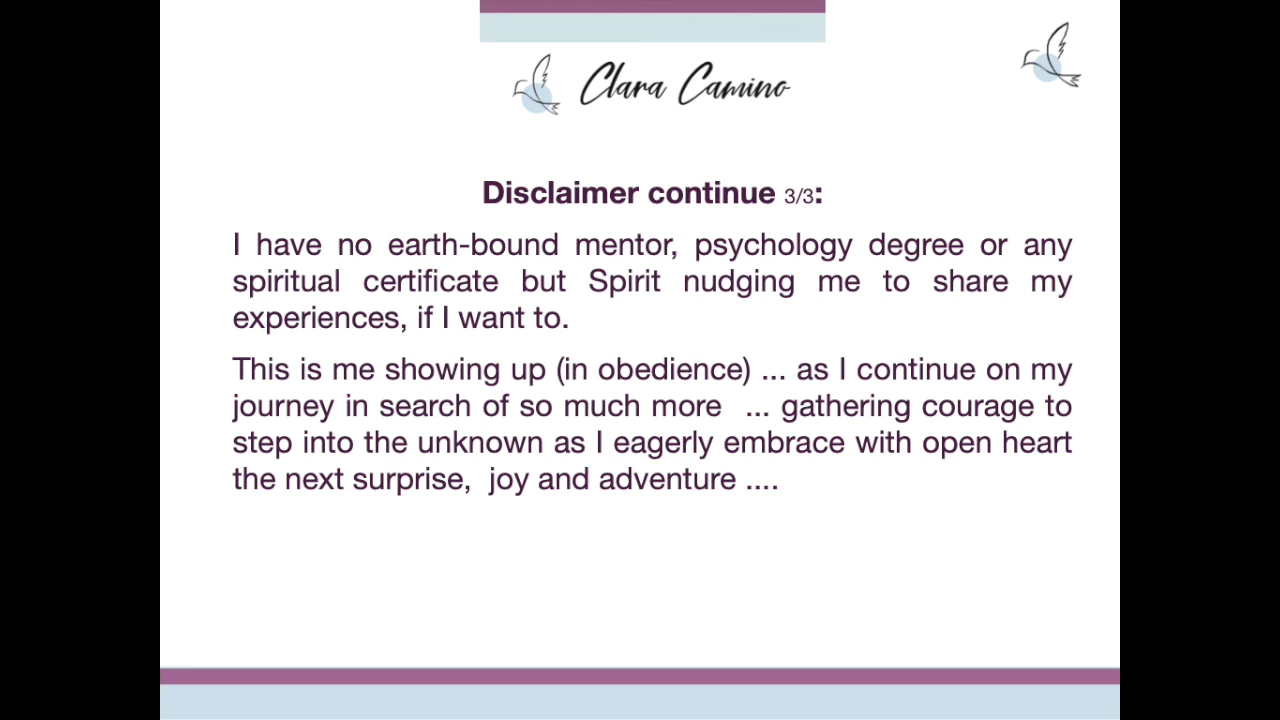 Clara Camino
Disclaimer continue 3/3:
I have no earth-bound mentor, psychology degree or any
spiritual certificate but Spirit nudging me to share my
experiences, if I want to.
This is me showing up (in obedience) ... as I continue on my
journey in search of so much more  ... gathering courage to
step into the unknown as I eagerly embrace with open heart
the next surprise,  joy and adventure ....